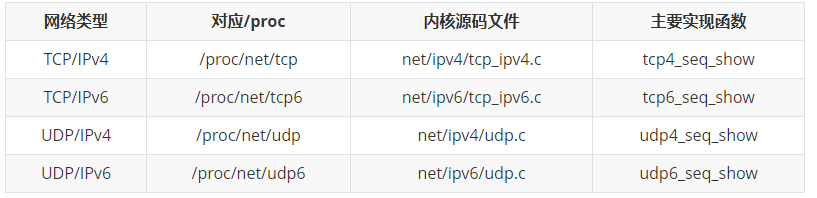 网络类型 对应/proc 内核源码文件 主要实现函数
TCP/IPv4 /proc/net/tcp net/ipv4/tcp_ipv4.c tcp4_seq_show
TCP/IPv6 /proc/net/tcp6 net/ipv6/tcp_ipv6.c tcp6_seq_show
UDP/IPv4 /proc/net/udp net/ipv4/udp.c udp4_seq_show
UDP/IPv6 /proc/net/udp6 net/ipv6/udp.c udp6_seq_show